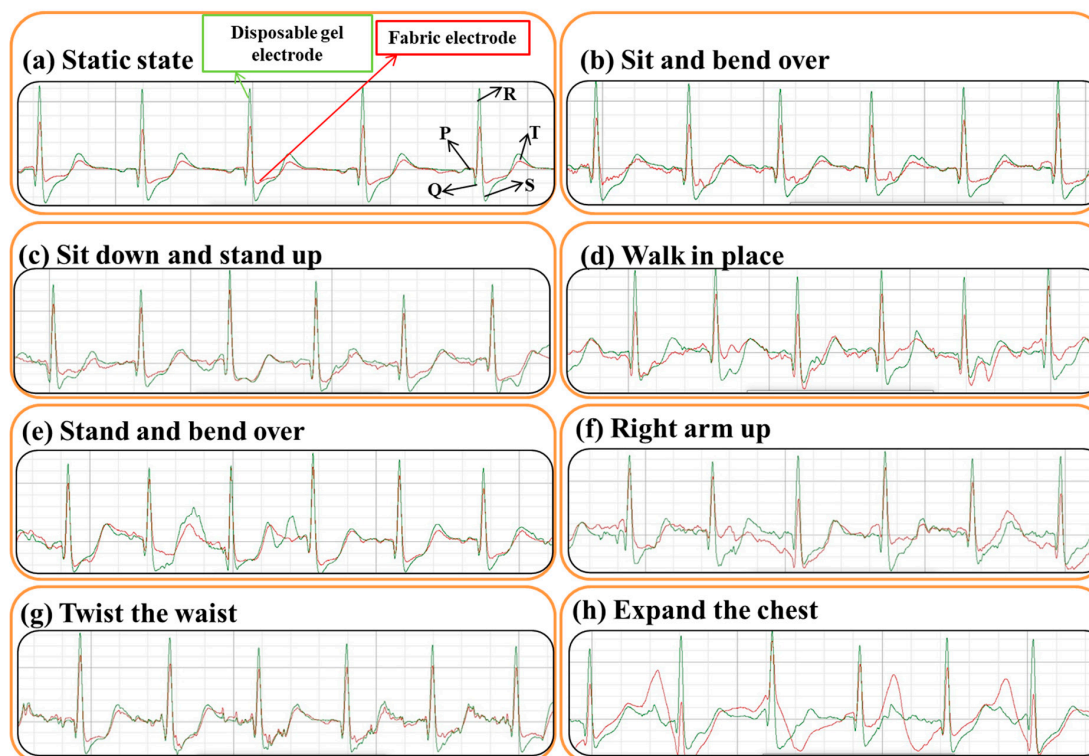 (a) Static state
Disposable gel
electrode
Fabric electrode
R
P
T
Q
S
(b) Sit and bend over
(c) Sit down and stand up
(d) Walk in place
(e) Stand and bend over
(f) Right arm up
(g) Twist the waist
(h) Expand the chest